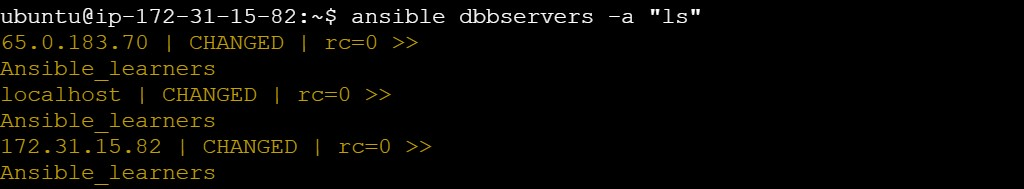 ubuntu@ip-172-31-15-82:~$ ansible dbbservers -a "ls"
65.0.183.70 | CHANGED | rc=0 >>
Ansible_learners
localhost | CHANGED | rc=0 >>
Ansible_learners
172.31.15.82 | CHANGED | rc=0 >>
Ansible_learners